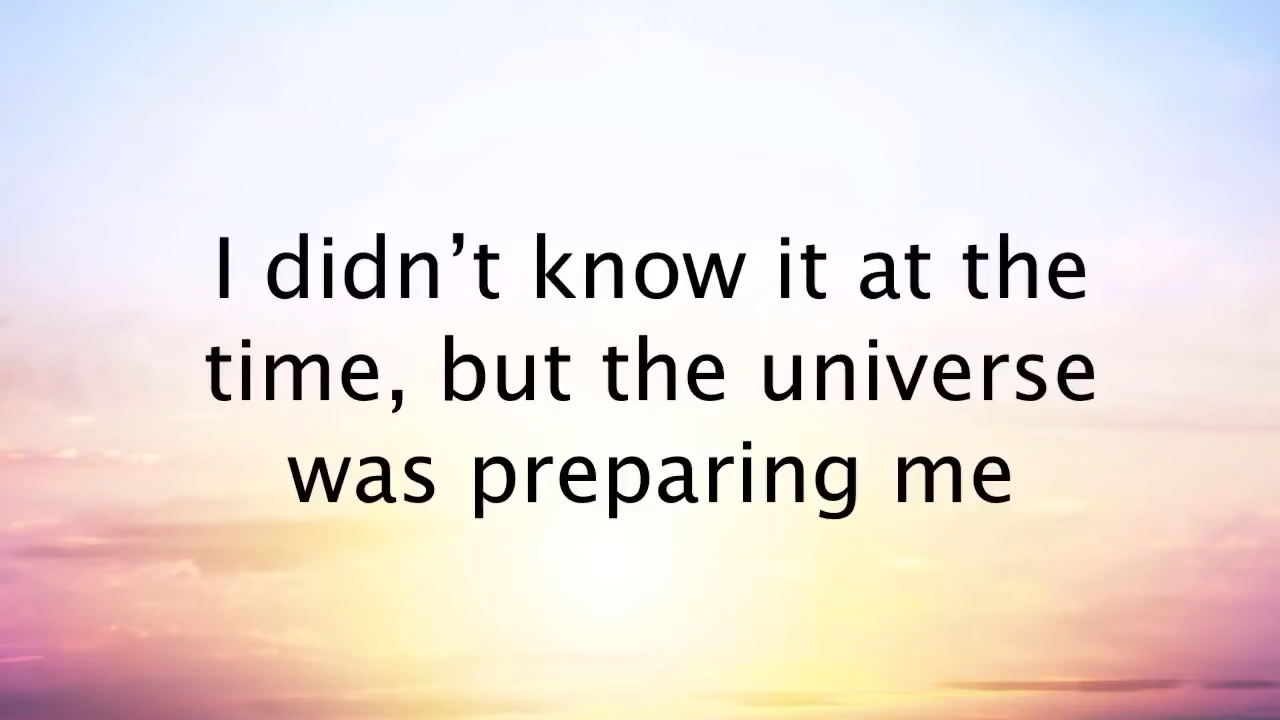 I didn’t know it at the
time, but the universe
was preparing me